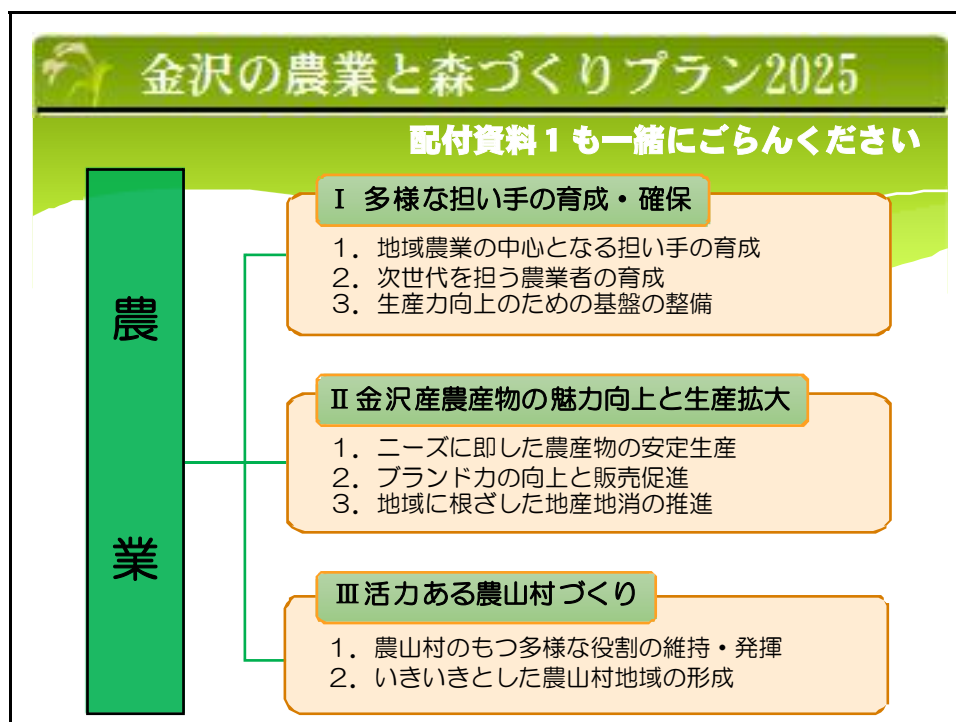 金沢の農業と森づくりプラン2025
配付資料1も一緒にごらんください
農業
Ⅰ 多様な担い手の育成・確保
1．地域農業の中心となる担い手の育成
2．次世代を担う農業者の育成
3．生産力向上のための基盤の整備
Ⅱ金沢産農産物の魅力向上と生産拡大
1．ニーズに即した農産物の安定生産
2．ブランド力の向上と販売促進
3．地域に根ざした地産地消の推進
Ⅲ活力ある農山村づくり
1．農山村のもつ多様な役割の維持・発揮
2．いきいきとした農山村地域の形成